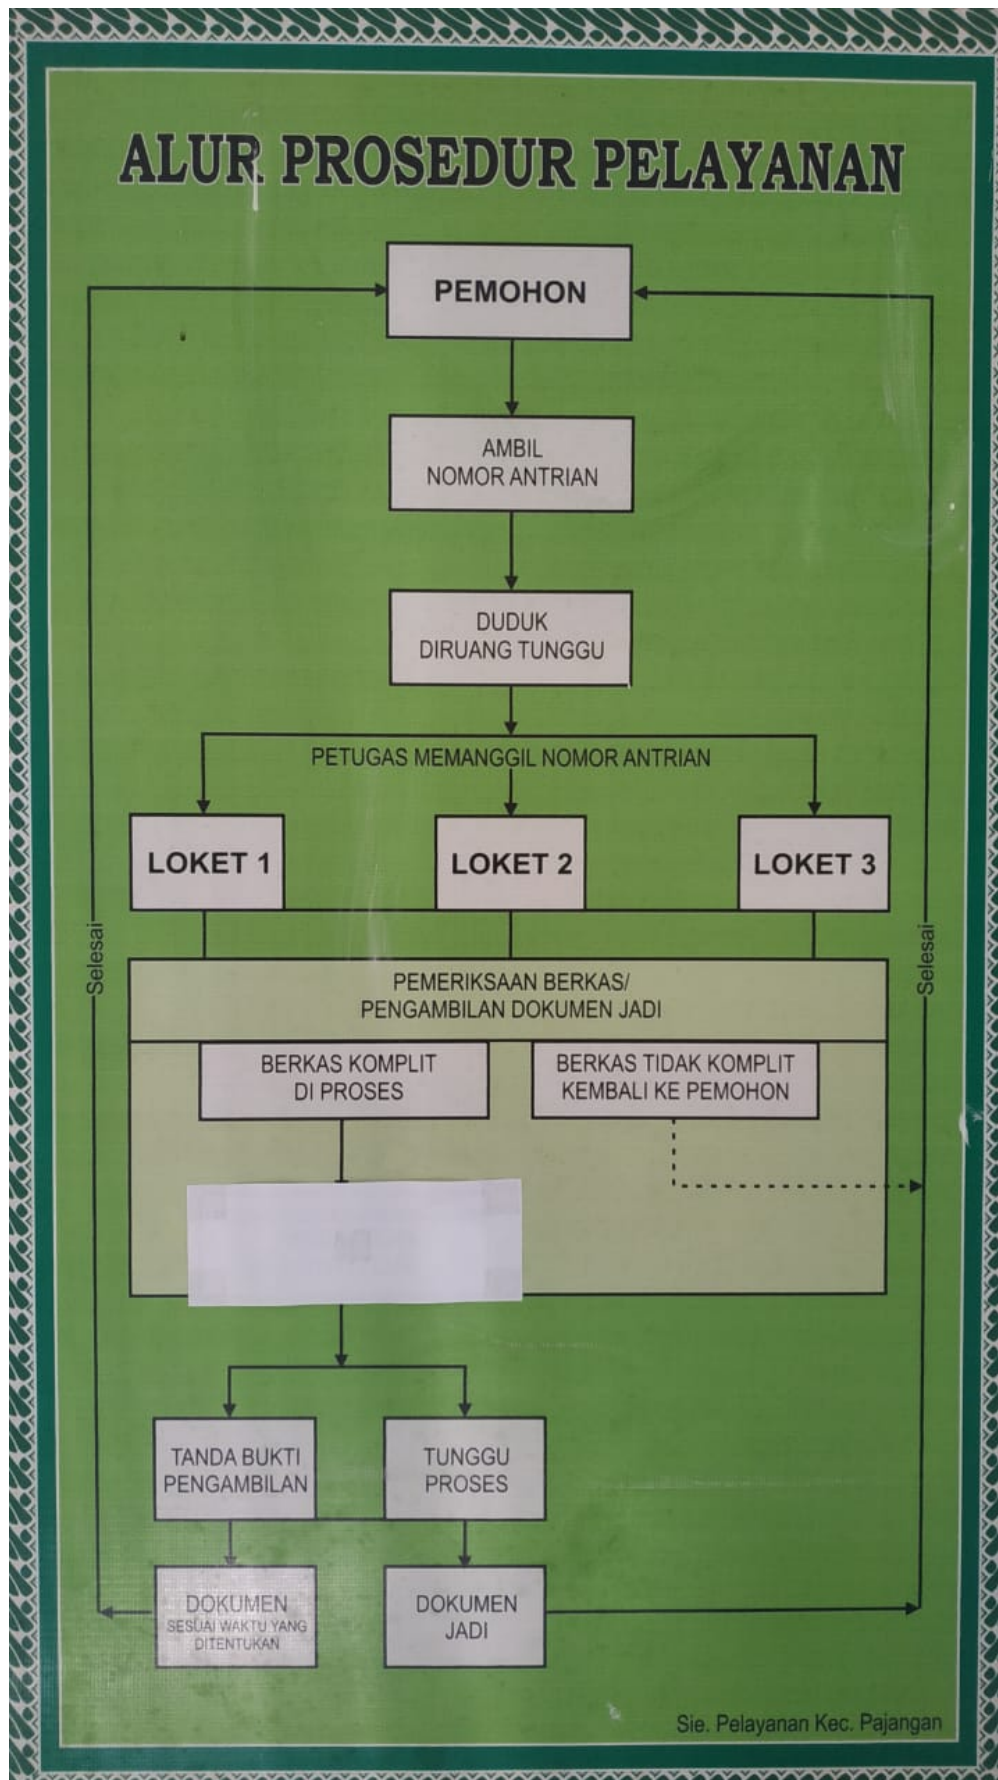 ALUR PROSEDUR PELAYANAN
PEMOHON
AMBIL
NOMOR ANTRIAN
DUDUK
DIRUANG TUNGGU
PETUGAS MEMANGGIL NOMOR ANTRIAN
LOKET 1
LOKET 2
LOKET 3
Selesai
Selesai
PEMERIKSAAN BERKAS/
PENGAMBILAN DOKUMEN JADI
BERKAS KOMPLIT
DI PROSES
BERKAS TIDAK KOMPLIT
KEMBALI KE PEMOHON
TANDA BUKTI
PENGAMBILAN
TUNGGU
PROSES
DOKUMEN
SESUAI WAKTU YANG
DITENTUKAN
DOKUMEN
JADI
Sie. Pelayanan Kec. Pajangan